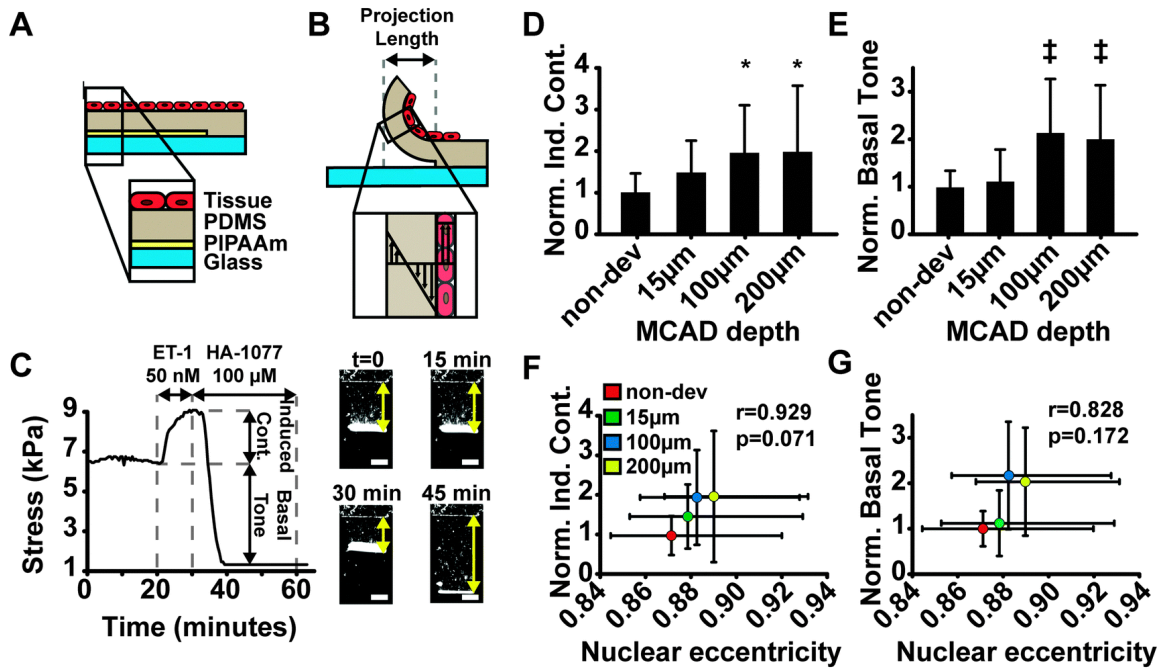 A
Tissue
PDMS
PIPAAm
Glass
B
Projection
Length
C
ET-1
50 nM
HA-1077
100 µM
Stress (kPa)
9
7
5
3
1
0
20
40
60
Time (minutes)
Induced
Cont.
Basal
Tone
t=0
15 min
30 min
45 min
D
Norm. Ind. Cont.
4
3
2
1
0
*
*
non-dev
15µm
100µm
200µm
MCAD depth
E
Norm. Basal Tone
3
2
1
0
‡
‡
non-dev
15µm
100µm
200µm
MCAD depth
F
Norm. Ind. Cont.
4
3
2
1
0
non-dev
15µm
100µm
200µm
r=0.929
p=0.071
0.84
0.86
0.88
0.90
0.92
0.94
Nuclear eccentricity
G
Norm. Basal Tone
3
2
1
0
r=0.828
p=0.172
0.84
0.86
0.88
0.90
0.92
0.94
Nuclear eccentricity